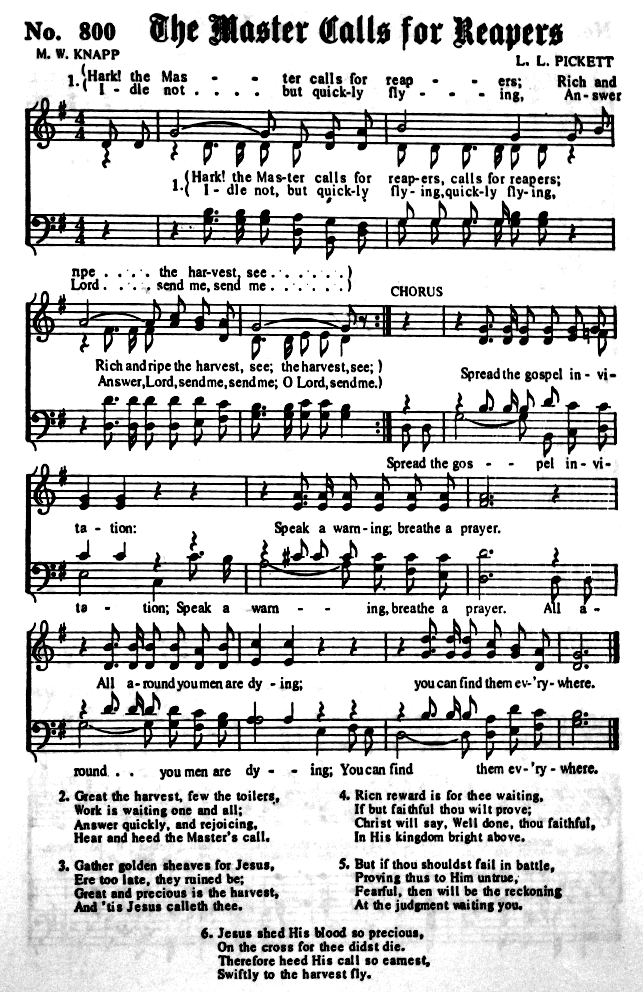 No. 800 The Master Calls for Reapers
M. W. KNAPP
L. L. PICKETT
1. {Hark! the Mas - - - ter calls for reap - - - ers; Rich and
I - dle not . . . . but quick-ly fly - - - - ing, An-swer
1. {Hark! the Mas-ter calls for reap-ers, calls for reapers;
I - dle not, but quick-ly fly-ing, quick-ly fly-ing,
ripe . . . . the har-vest, see . . . . . . )
Lord . . . . send me, send me . . . . . . )
CHORUS
Rich and ripe the harvest, see; the harvest, see; )
Answer, Lord, send me, send me; O Lord, send me.)
Spread the gospel in - vi-
Spread the gos - - pel in-vi-
ta - tion: Speak a warn-ing; breathe a prayer.
ta - tion; Speak a warn - - - ing, breathe a prayer. All a-
All a-round you men are dy - ing; you can find them ev-'ry-where.
round . . . you men are dy - - ing; You can find them ev-'ry-where.
2. Great the harvest, few the toilers,
Work is waiting one and all;
Answer quickly, and rejoicing,
Hear and heed the Master's call.
3. Gather golden sheaves for Jesus,
Ere too late, they ruined be;
Great and precious is the harvest,
And 'tis Jesus calleth thee.
4. Rich reward is for thee waiting,
If but faithful thou wilt prove;
Christ will say, Well done, thou faithful,
In His kingdom bright above.
5. But if thou shouldst fail in battle,
Proving thus to Him untrue,
Fearful, then will be the reckoning
At the judgment waiting you.
6. Jesus shed His blood so precious,
On the cross for thee didst die.
Therefore heed His call so earnest,
Swiftly to the harvest fly.